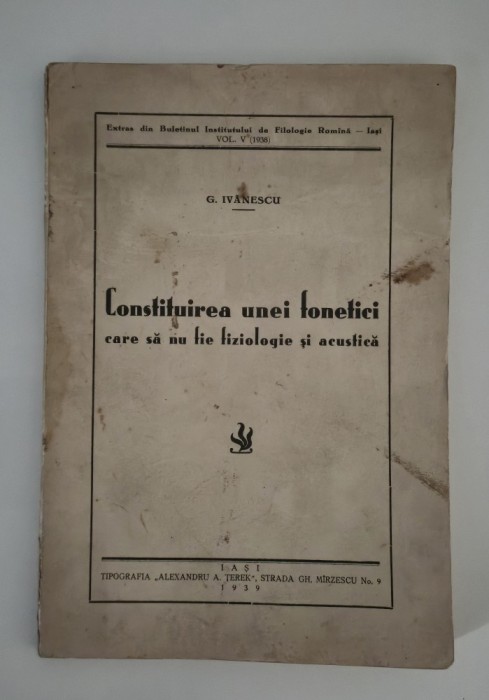 Extras din Buletinul Institutului de Filologie Romînă — Iași
VOL. V (1938)
G. IVĂNESCU
Constituirea unei fonetici
care să nu fie fiziologie și acustică
IAȘI
TIPOGRAFIA „ALEXANDRU A. ȚEREK", STRADA GH. MÎRZESCU No. 9
1939